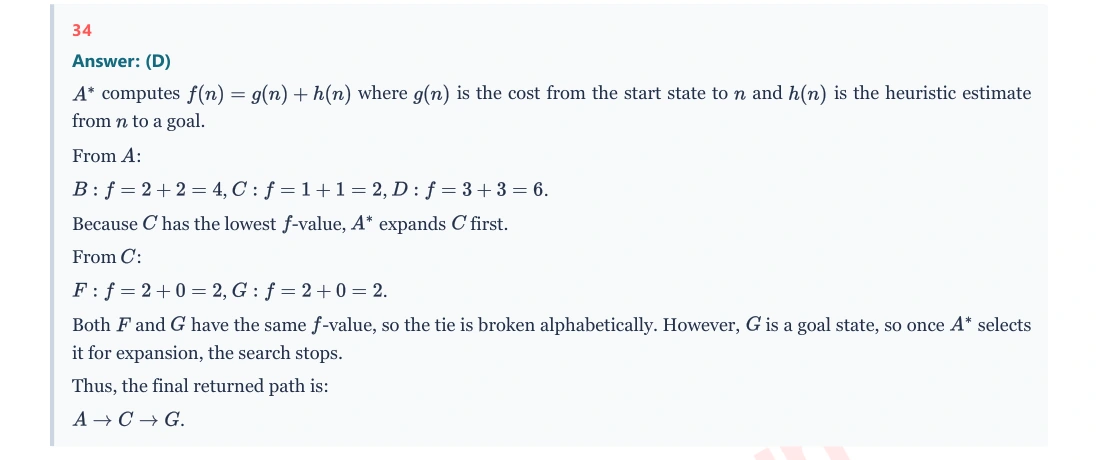 34
Answer: (D)
A* computes f(n) = g(n) + h(n) where g(n) is the cost from the start state to n and h(n) is the heuristic estimate
from n to a goal.
From A:
B : f = 2 + 2 = 4, C : f = 1 + 1 = 2, D : f = 3 + 3 = 6.
Because C has the lowest f-value, A* expands C first.
From C:
F : f = 2 + 0 = 2, G : f = 2 + 0 = 2.
Both F and G have the same f-value, so the tie is broken alphabetically. However, G is a goal state, so once A* selects
it for expansion, the search stops.
Thus, the final returned path is:
A → C → G.